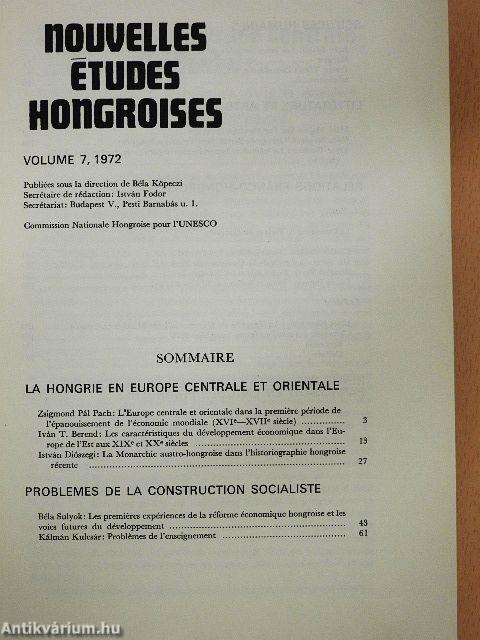 NOUVELLES
ÉTUDES
HONGROISES
VOLUME 7, 1972
Publiées sous la direction de Béla Köpeczi
Secrétaire de rédaction: István Fodor
Secrétariat: Budapest V., Pesti Barnabás u. 1.
Commission Nationale Hongroise pour l'UNESCO
SOMMAIRE
LA HONGRIE EN EUROPE CENTRALE ET ORIENTALE
Zsigmond Pál Pach: L'Europe centrale et orientale dans la première période de
l'épanouissement de l'économie mondiale (XVIe—XVIIe siècle) .............. 3
Iván T. Berend: Les caractéristiques du développement économique dans l'Eu-
rope de l'Est aux XIXe et XXe siècles ........................................ 13
István Diószegi: La Monarchie austro-hongroise dans l'historiographie hongroise
récente ........................................................................ 27
PROBLEMES DE LA CONSTRUCTION SOCIALISTE
Béla Sulyok: Les premières expériences de la réforme économique hongroise et les
voies futurs du développement ................................................ 43
Kálmán Kulcsár: Problèmes de l'enseignement .................................. 61
Antikvárium.hu